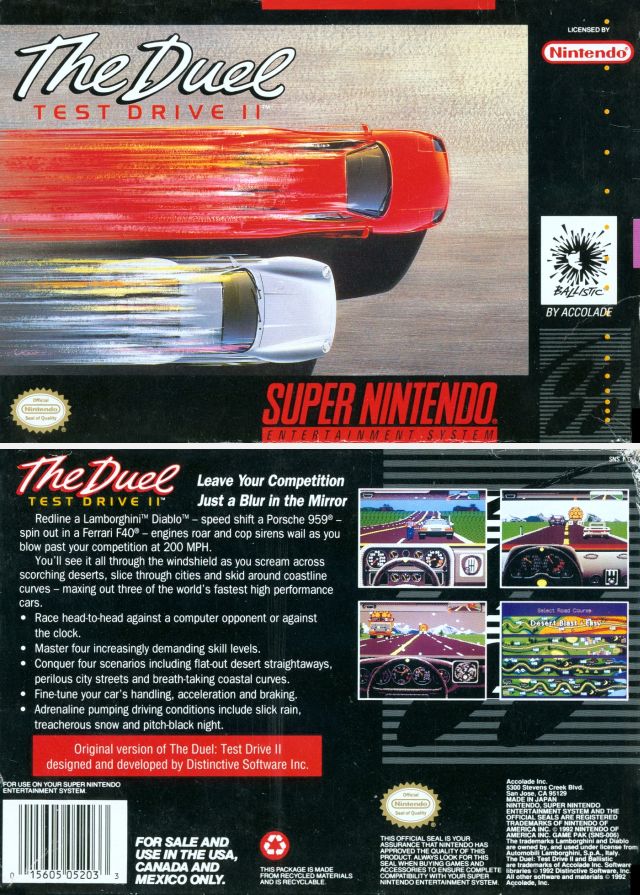 The Duel
TEST DRIVE II™
LICENSED BY
Nintendo®
BALLISTIC
BY ACCOLADE
Official
Nintendo
Seal of Quality
SUPER NINTENDO®
ENTERTAINMENT SYSTEM
The Duel
TEST DRIVE II™
Leave Your Competition
Just a Blur in the Mirror
Redline a Lamborghini™ Diablo™ – speed shift a Porsche 959® –
spin out in a Ferrari F40® – engines roar and cop sirens wail as you
blow past your competition at 200 MPH.
You'll see it all through the windshield as you scream across
scorching deserts, slice through cities and skid around coastline
curves – maxing out three of the world's fastest high performance
cars.
• Race head-to-head against a computer opponent or against
the clock.
• Master four increasingly demanding skill levels.
• Conquer four scenarios including flat-out desert straightaways,
perilous city streets and breath-taking coastal curves.
• Fine-tune your car's handling, acceleration and braking.
• Adrenaline pumping driving conditions include slick rain,
treacherous snow and pitch-black night.
Original version of The Duel: Test Drive II
designed and developed by Distinctive Software Inc.
Select Road Course
Desert Blast "Easy"
FOR USE ON YOUR SUPER NINTENDO
ENTERTAINMENT SYSTEM.
0 15605 05203 3
FOR SALE AND
USE IN THE USA,
CANADA AND
MEXICO ONLY.
THIS PACKAGE IS MADE
FROM RECYCLED MATERIALS
AND IS RECYCLABLE.
Official
Nintendo
Seal of Quality
THIS OFFICIAL SEAL IS YOUR
ASSURANCE THAT NINTENDO HAS
APPROVED THE QUALITY OF THIS
PRODUCT. ALWAYS LOOK FOR THIS
SEAL WHEN BUYING GAMES AND
ACCESSORIES TO ENSURE COMPLETE
COMPATIBILITY WITH YOUR SUPER
NINTENDO ENTERTAINMENT SYSTEM.
Accolade Inc.
5300 Stevens Creek Blvd.
San Jose, CA 95129
MADE IN JAPAN
NINTENDO, SUPER NINTENDO
ENTERTAINMENT SYSTEM AND THE
OFFICIAL SEALS ARE REGISTERED
TRADEMARKS OF NINTENDO OF
AMERICA INC. © 1992 NINTENDO OF
AMERICA INC. GAME PAK (SNS-006)
The trademarks Lamborghini and Diablo
are owned by, and used under license from
Automobili Lamborghini, S.p.A., Italy.
The Duel: Test Drive II and Ballistic
are trademarks of Accolade Inc. Software
libraries © 1992 Distinctive Software, Inc.
All other software and materials © 1992
Accolade, Inc.